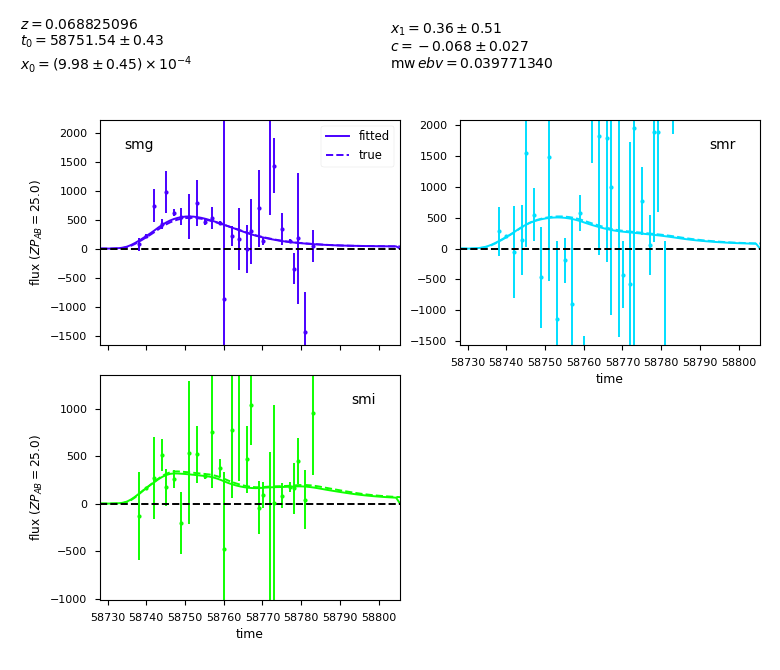 z = 0.068825096
t₀ = 58751.54 ± 0.43
x₀ = (9.98 ± 0.45) × 10⁻⁴
x₁ = 0.36 ± 0.51
c = −0.068 ± 0.027
mw ebv = 0.039771340
smg
fitted
true
2000
1500
1000
500
0
−500
−1000
−1500
flux (ZP_AB = 25.0)
smr
2000
1500
1000
500
0
−500
−1000
−1500
58730 58740 58750 58760 58770 58780 58790 58800
time
smi
1000
500
0
−500
−1000
flux (ZP_AB = 25.0)
58730 58740 58750 58760 58770 58780 58790 58800
time